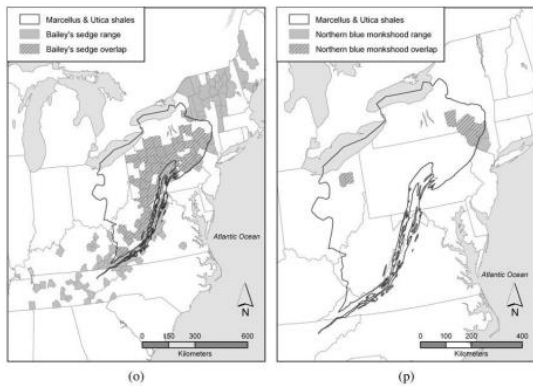 Marcellus & Utica shales
Bailey's sedge range
Bailey's sedge overlap
Atlantic Ocean
N
0 150 300 600
Kilometers
(o)
Marcellus & Utica shales
Northern blue monkshood range
Northern blue monkshood overlap
Atlantic Ocean
N
0 100 200 400
Kilometers
(p)